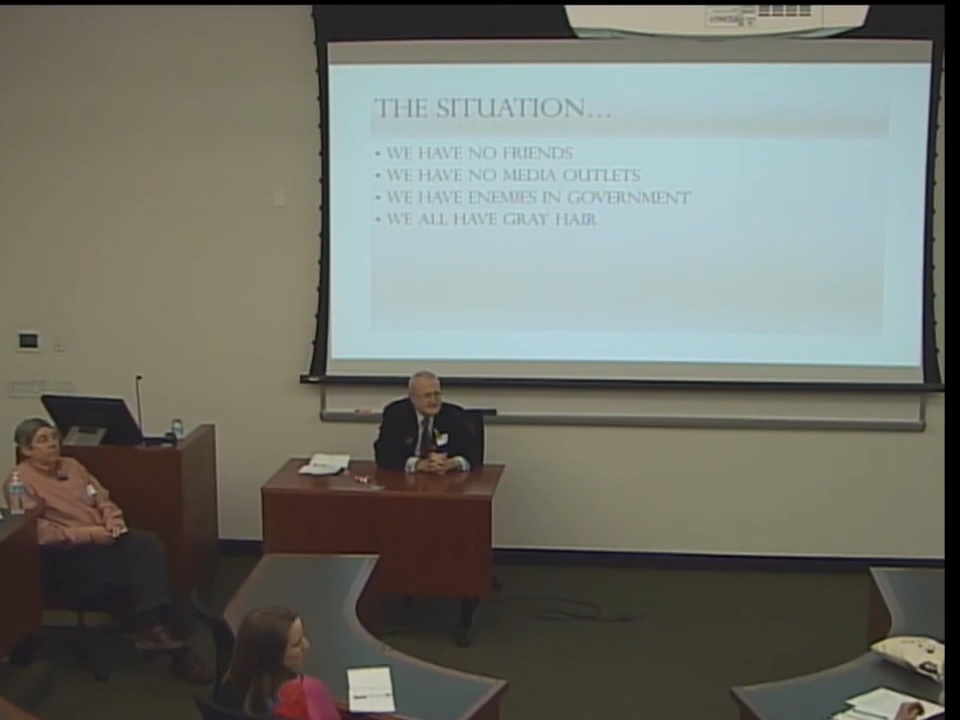 THE SITUATION...
• WE HAVE NO FRIENDS
• WE HAVE NO MEDIA OUTLETS
• WE HAVE ENEMIES IN GOVERNMENT
• WE ALL HAVE GRAY HAIR